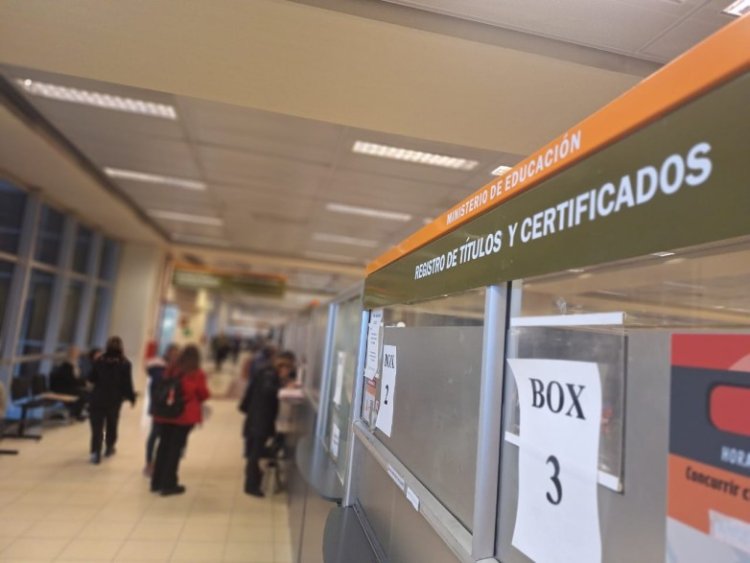 MINISTERIO DE EDUCACIÓN
REGISTRO DE TÍTULOS Y CERTIFICADOS
BOX
2
BOX
3
HORA
Concurrir c